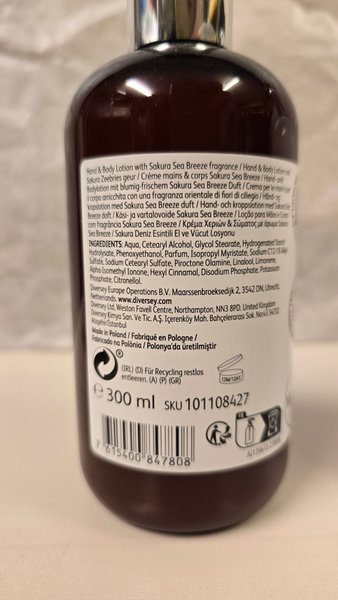 Hand & Body Lotion with Sakura Sea Breeze fragrance / Hand & Body Lotion met
Sakura Zeebries geur / Crème mains & corps Sakura Sea Breeze / Hand- und
Bodylotion mit blumig-frischem Sakura Sea Breeze Duft / Crema per le mani e
il corpo arricchita con una fragranza orientale di fiori di ciliegio / Hånd- og
kropslotion med Sakura Sea Breeze duft / Hand- och kroppslotion med Sakura Sea
Breeze doft / Käsi- ja vartalovoide Sakura Sea Breeze / Loção para Mãos e Corpo
com fragrância Sakura Sea Breeze / Κρέμα Χεριών & Σώματος με άρωμα Sakura Sea
Breeze / Sakura Deniz Esintili El ve Vücut Losyonu
INGREDIENTS: Aqua, Cetearyl Alcohol, Glycol Stearate, Hydrogenated Starch
Hydrolysate, Phenoxyethanol, Parfum, Isopropyl Myristate, Sodium C12-18 Alkyl
Sulfate, Sodium Cetearyl Sulfate, Piroctone Olamine, Linalool, Limonene,
Alpha-Isomethyl Ionone, Hexyl Cinnamal, Disodium Phosphate, Potassium
Phosphate, Citronellol.
Diversey Europe Operations B.V. Maarssenbroeksedijk 2, 3542 DN, Utrecht,
Netherlands. www.diversey.com
Diversey Ltd, Weston Favell Centre, Northampton, NN3 8PD, United Kingdom
Diversey Kimya San. Ve Tic. A.Ş. İçerenköy Mah. Bahçelerarası Sok.
Ataşehir/İstanbul
Made in Poland / Fabriqué en Pologne /
Fabricado na Polónia / Polonya'da üretilmiştir
(IRL) (D) Für Recycling restlos
entleeren. (A) (P) (GR)
12M/12AY
℮ 300 ml SKU 101108427
7 615400 847808